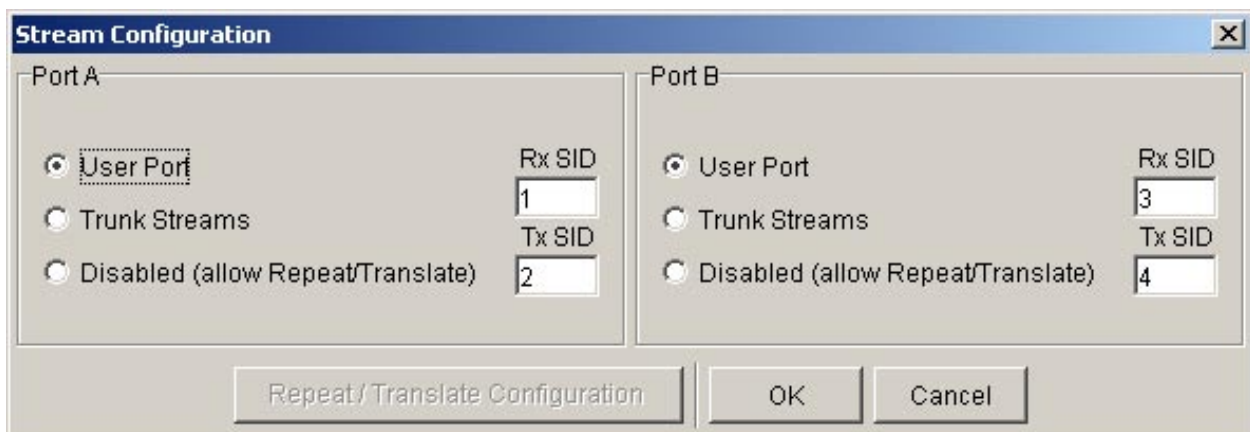 Stream Configuration
Port A
User Port
Rx SID
1
Trunk Streams
Tx SID
Disabled (allow Repeat/Translate)
2
Port B
User Port
Rx SID
3
Trunk Streams
Tx SID
Disabled (allow Repeat/Translate)
4
Repeat / Translate Configuration
OK
Cancel